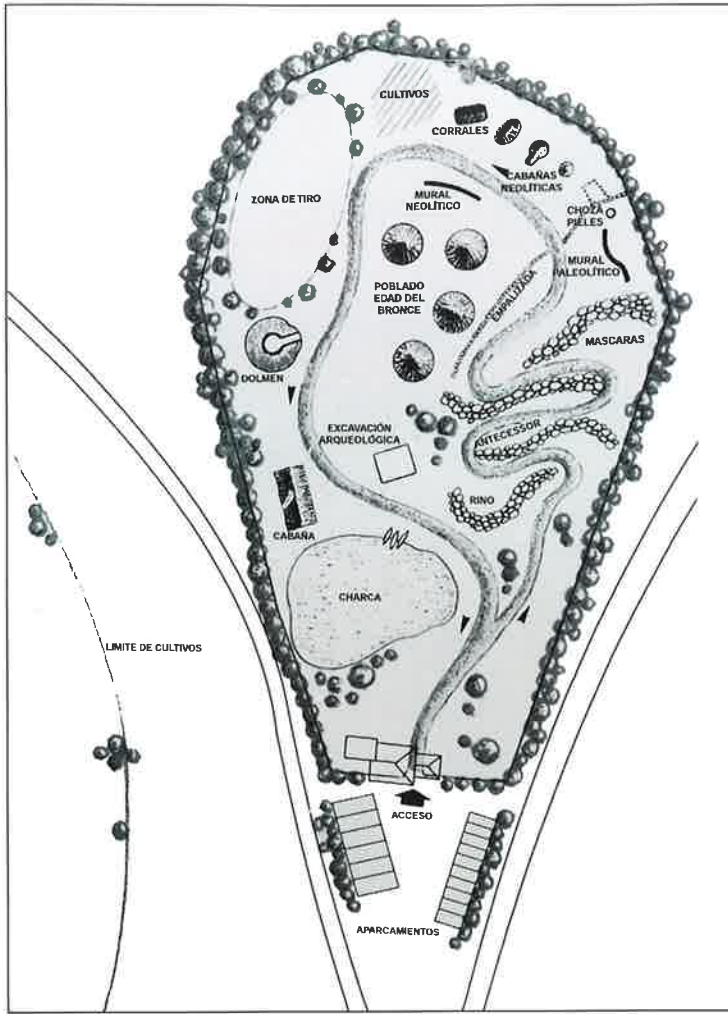 CULTIVOS
CORRALES
CABAÑAS
NEOLÍTICAS
MURAL
NEOLÍTICO
ZONA DE TIRO
CHOZA
PIELES
MURAL
PALEOLÍTICO
EMPALIZADA
POBLADO
EDAD DEL
BRONCE
MASCARAS
DOLMEN
ANTECESSOR
EXCAVACIÓN
ARQUEOLÓGICA
RINO
CABAÑA
CHARCA
LIMITE DE CULTIVOS
ACCESO
APARCAMIENTOS